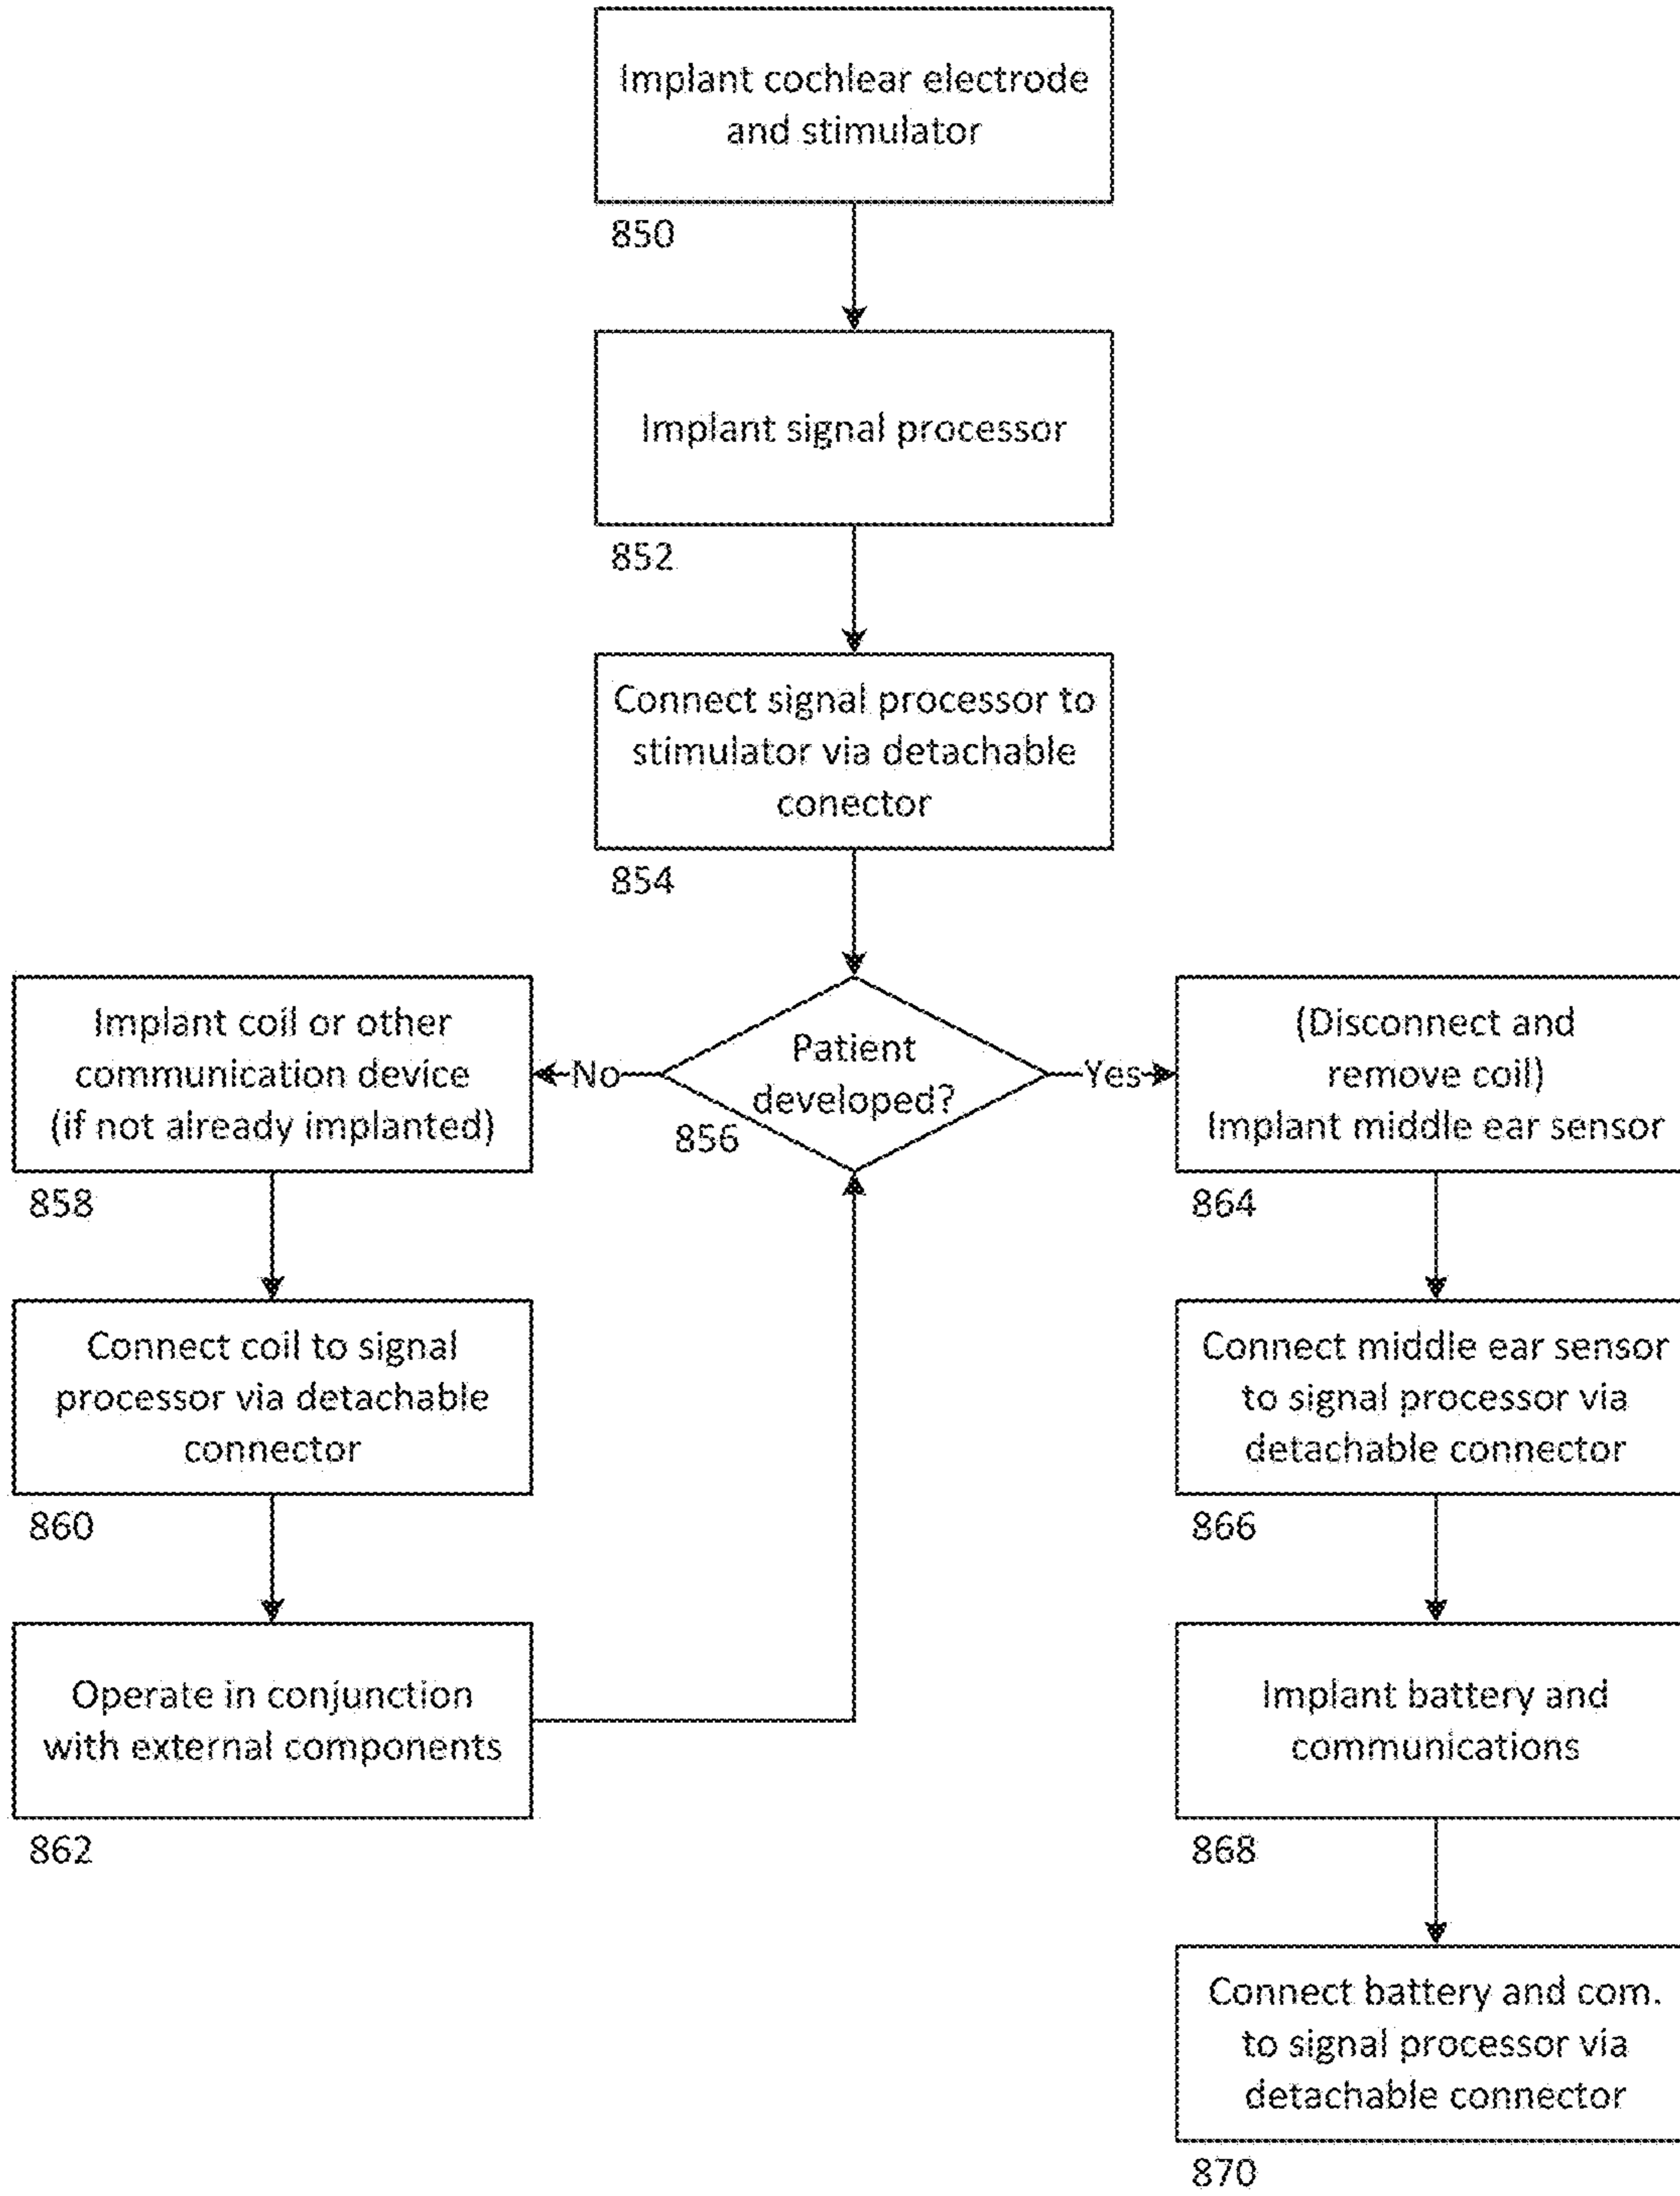 Implant cochlear electrode
and stimulator
850
Implant signal processor
852
Connect signal processor to
stimulator via detachable
conector
854
Patient
developed?
856
No
Yes
Implant coil or other
communication device
(if not already implanted)
858
Connect coil to signal
processor via detachable
connector
860
Operate in conjunction
with external components
862
(Disconnect and
remove coil)
Implant middle ear sensor
864
Connect middle ear sensor
to signal processor via
detachable connector
866
Implant battery and
communications
868
Connect battery and com.
to signal processor via
detachable connector
870